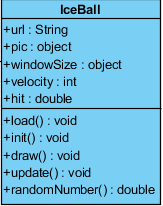 IceBall
+url : String
+pic : object
+windowSize : object
+velocity : int
+hit : double
+load() : void
+init() : void
+draw() : void
+update() : void
+randomNumber() : double